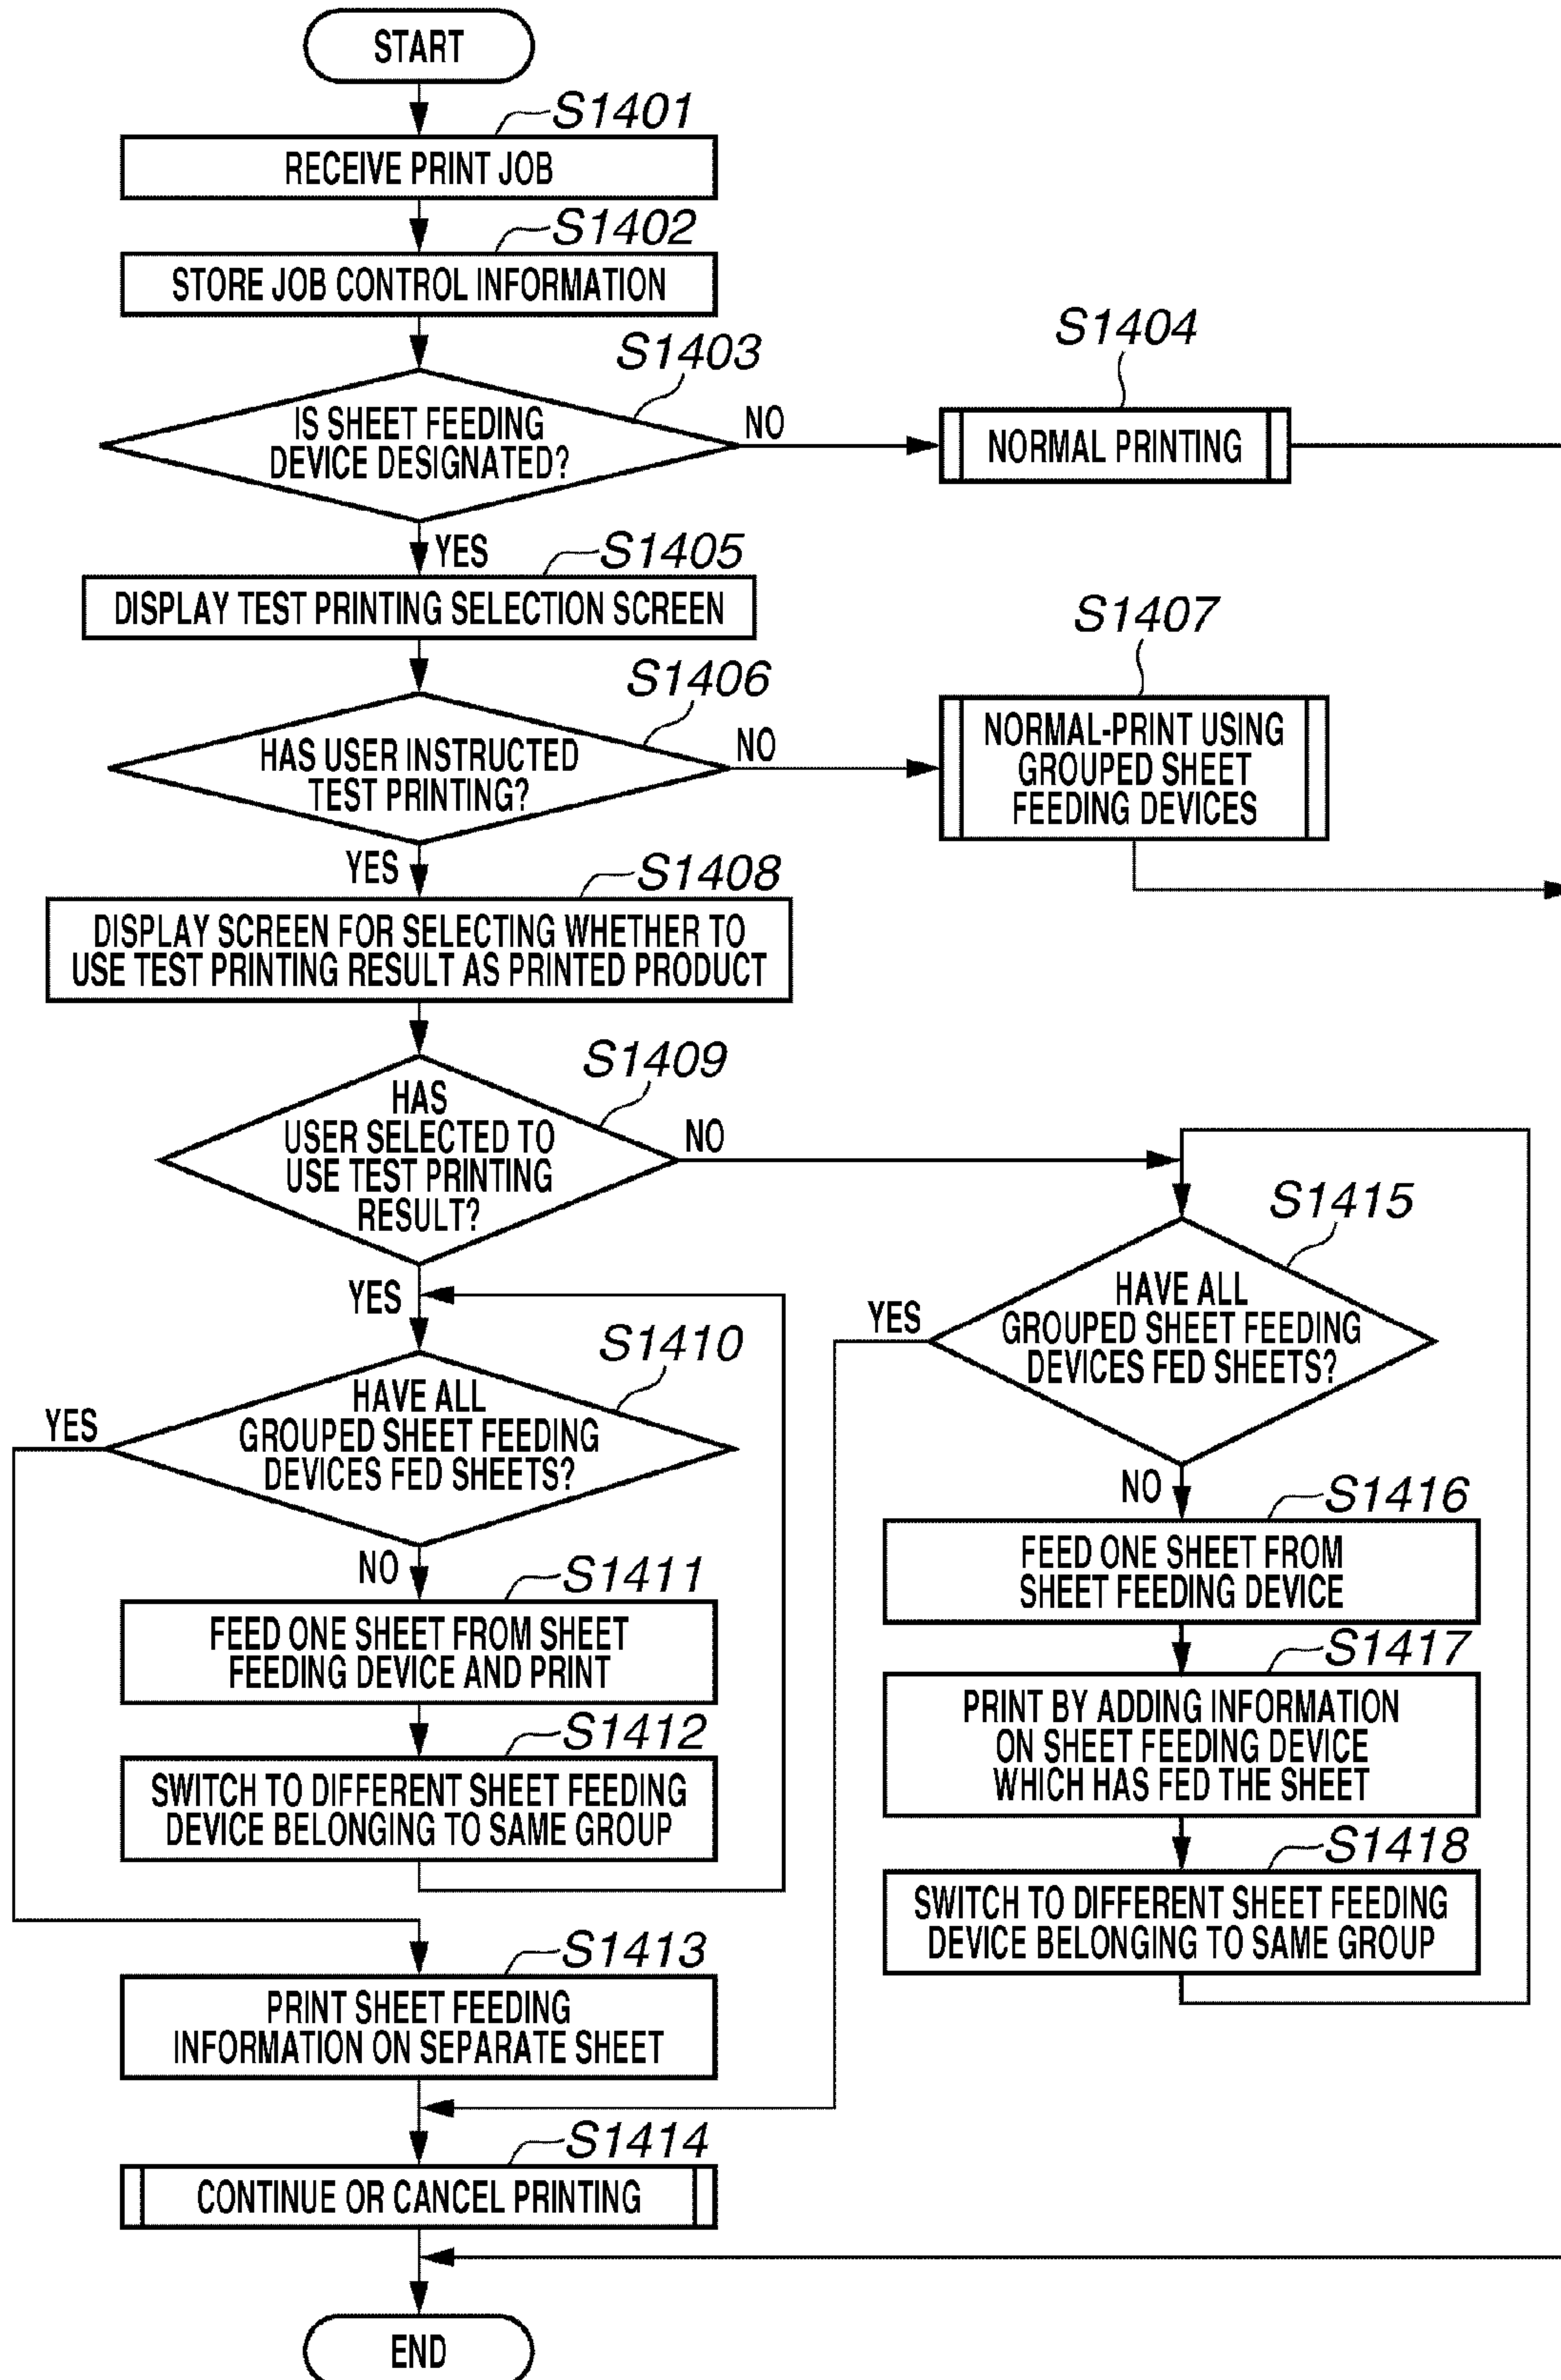 START
S1401
RECEIVE PRINT JOB
S1402
STORE JOB CONTROL INFORMATION
S1403
IS SHEET FEEDING
DEVICE DESIGNATED?
NO
S1404
NORMAL PRINTING
YES
S1405
DISPLAY TEST PRINTING SELECTION SCREEN
S1406
HAS USER INSTRUCTED
TEST PRINTING?
NO
S1407
NORMAL-PRINT USING
GROUPED SHEET
FEEDING DEVICES
YES
S1408
DISPLAY SCREEN FOR SELECTING WHETHER TO
USE TEST PRINTING RESULT AS PRINTED PRODUCT
S1409
HAS
USER SELECTED TO
USE TEST PRINTING
RESULT?
NO
YES
S1410
HAVE ALL
GROUPED SHEET FEEDING
DEVICES FED SHEETS?
YES
NO
S1411
FEED ONE SHEET FROM SHEET
FEEDING DEVICE AND PRINT
S1412
SWITCH TO DIFFERENT SHEET FEEDING
DEVICE BELONGING TO SAME GROUP
S1413
PRINT SHEET FEEDING
INFORMATION ON SEPARATE SHEET
S1414
CONTINUE OR CANCEL PRINTING
END
S1415
HAVE ALL
GROUPED SHEET FEEDING
DEVICES FED SHEETS?
YES
NO
S1416
FEED ONE SHEET FROM
SHEET FEEDING DEVICE
S1417
PRINT BY ADDING INFORMATION
ON SHEET FEEDING DEVICE
WHICH HAS FED THE SHEET
S1418
SWITCH TO DIFFERENT SHEET FEEDING
DEVICE BELONGING TO SAME GROUP